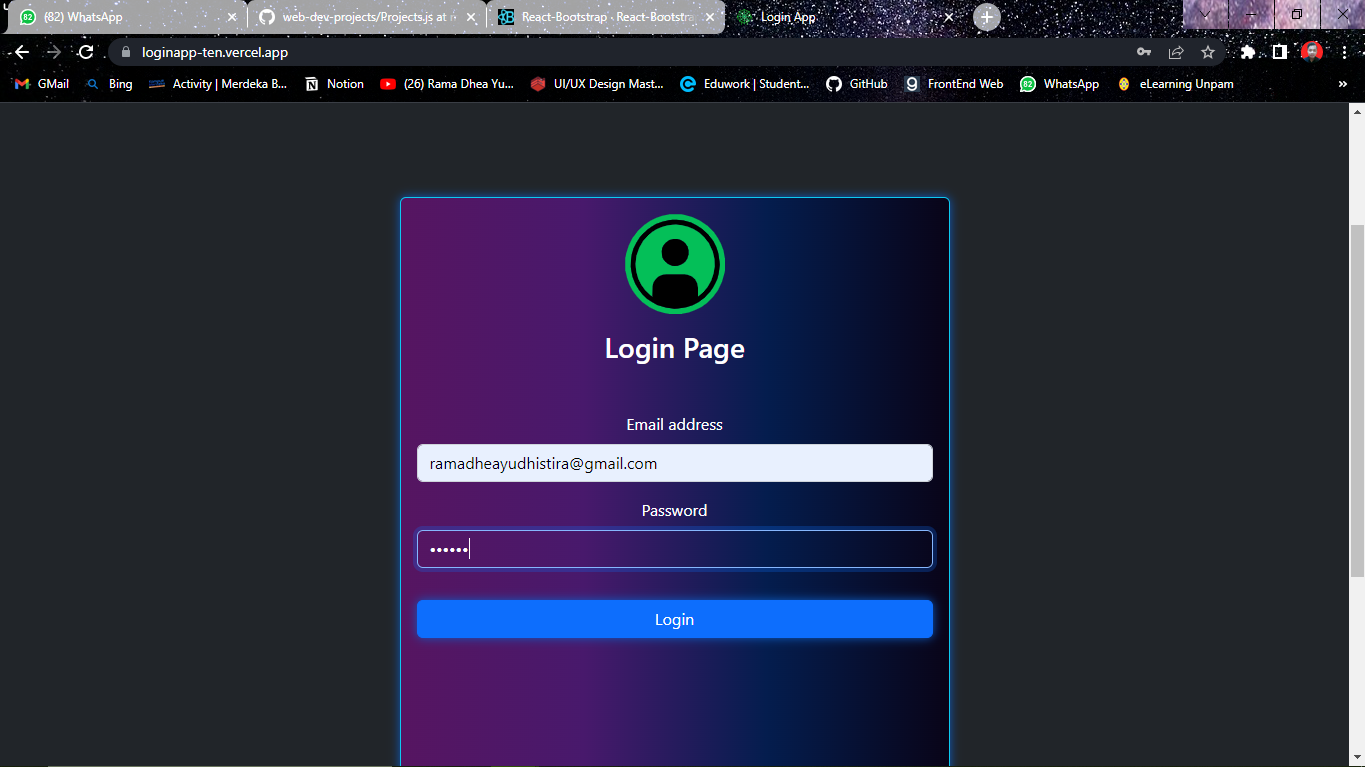 82 (82) WhatsApp
web-dev-projects/Projects.js at
React-Bootstrap · React-Bootstra
Login App
loginapp-ten.vercel.app
GMail
Bing
Activity | Merdeka B...
Notion
(26) Rama Dhea Yu...
UI/UX Design Mast...
Eduwork | Student...
GitHub
FrontEnd Web
82 WhatsApp
eLearning Unpam
»
Login Page
Email address
ramadheayudhistira@gmail.com
Password
••••••
Login